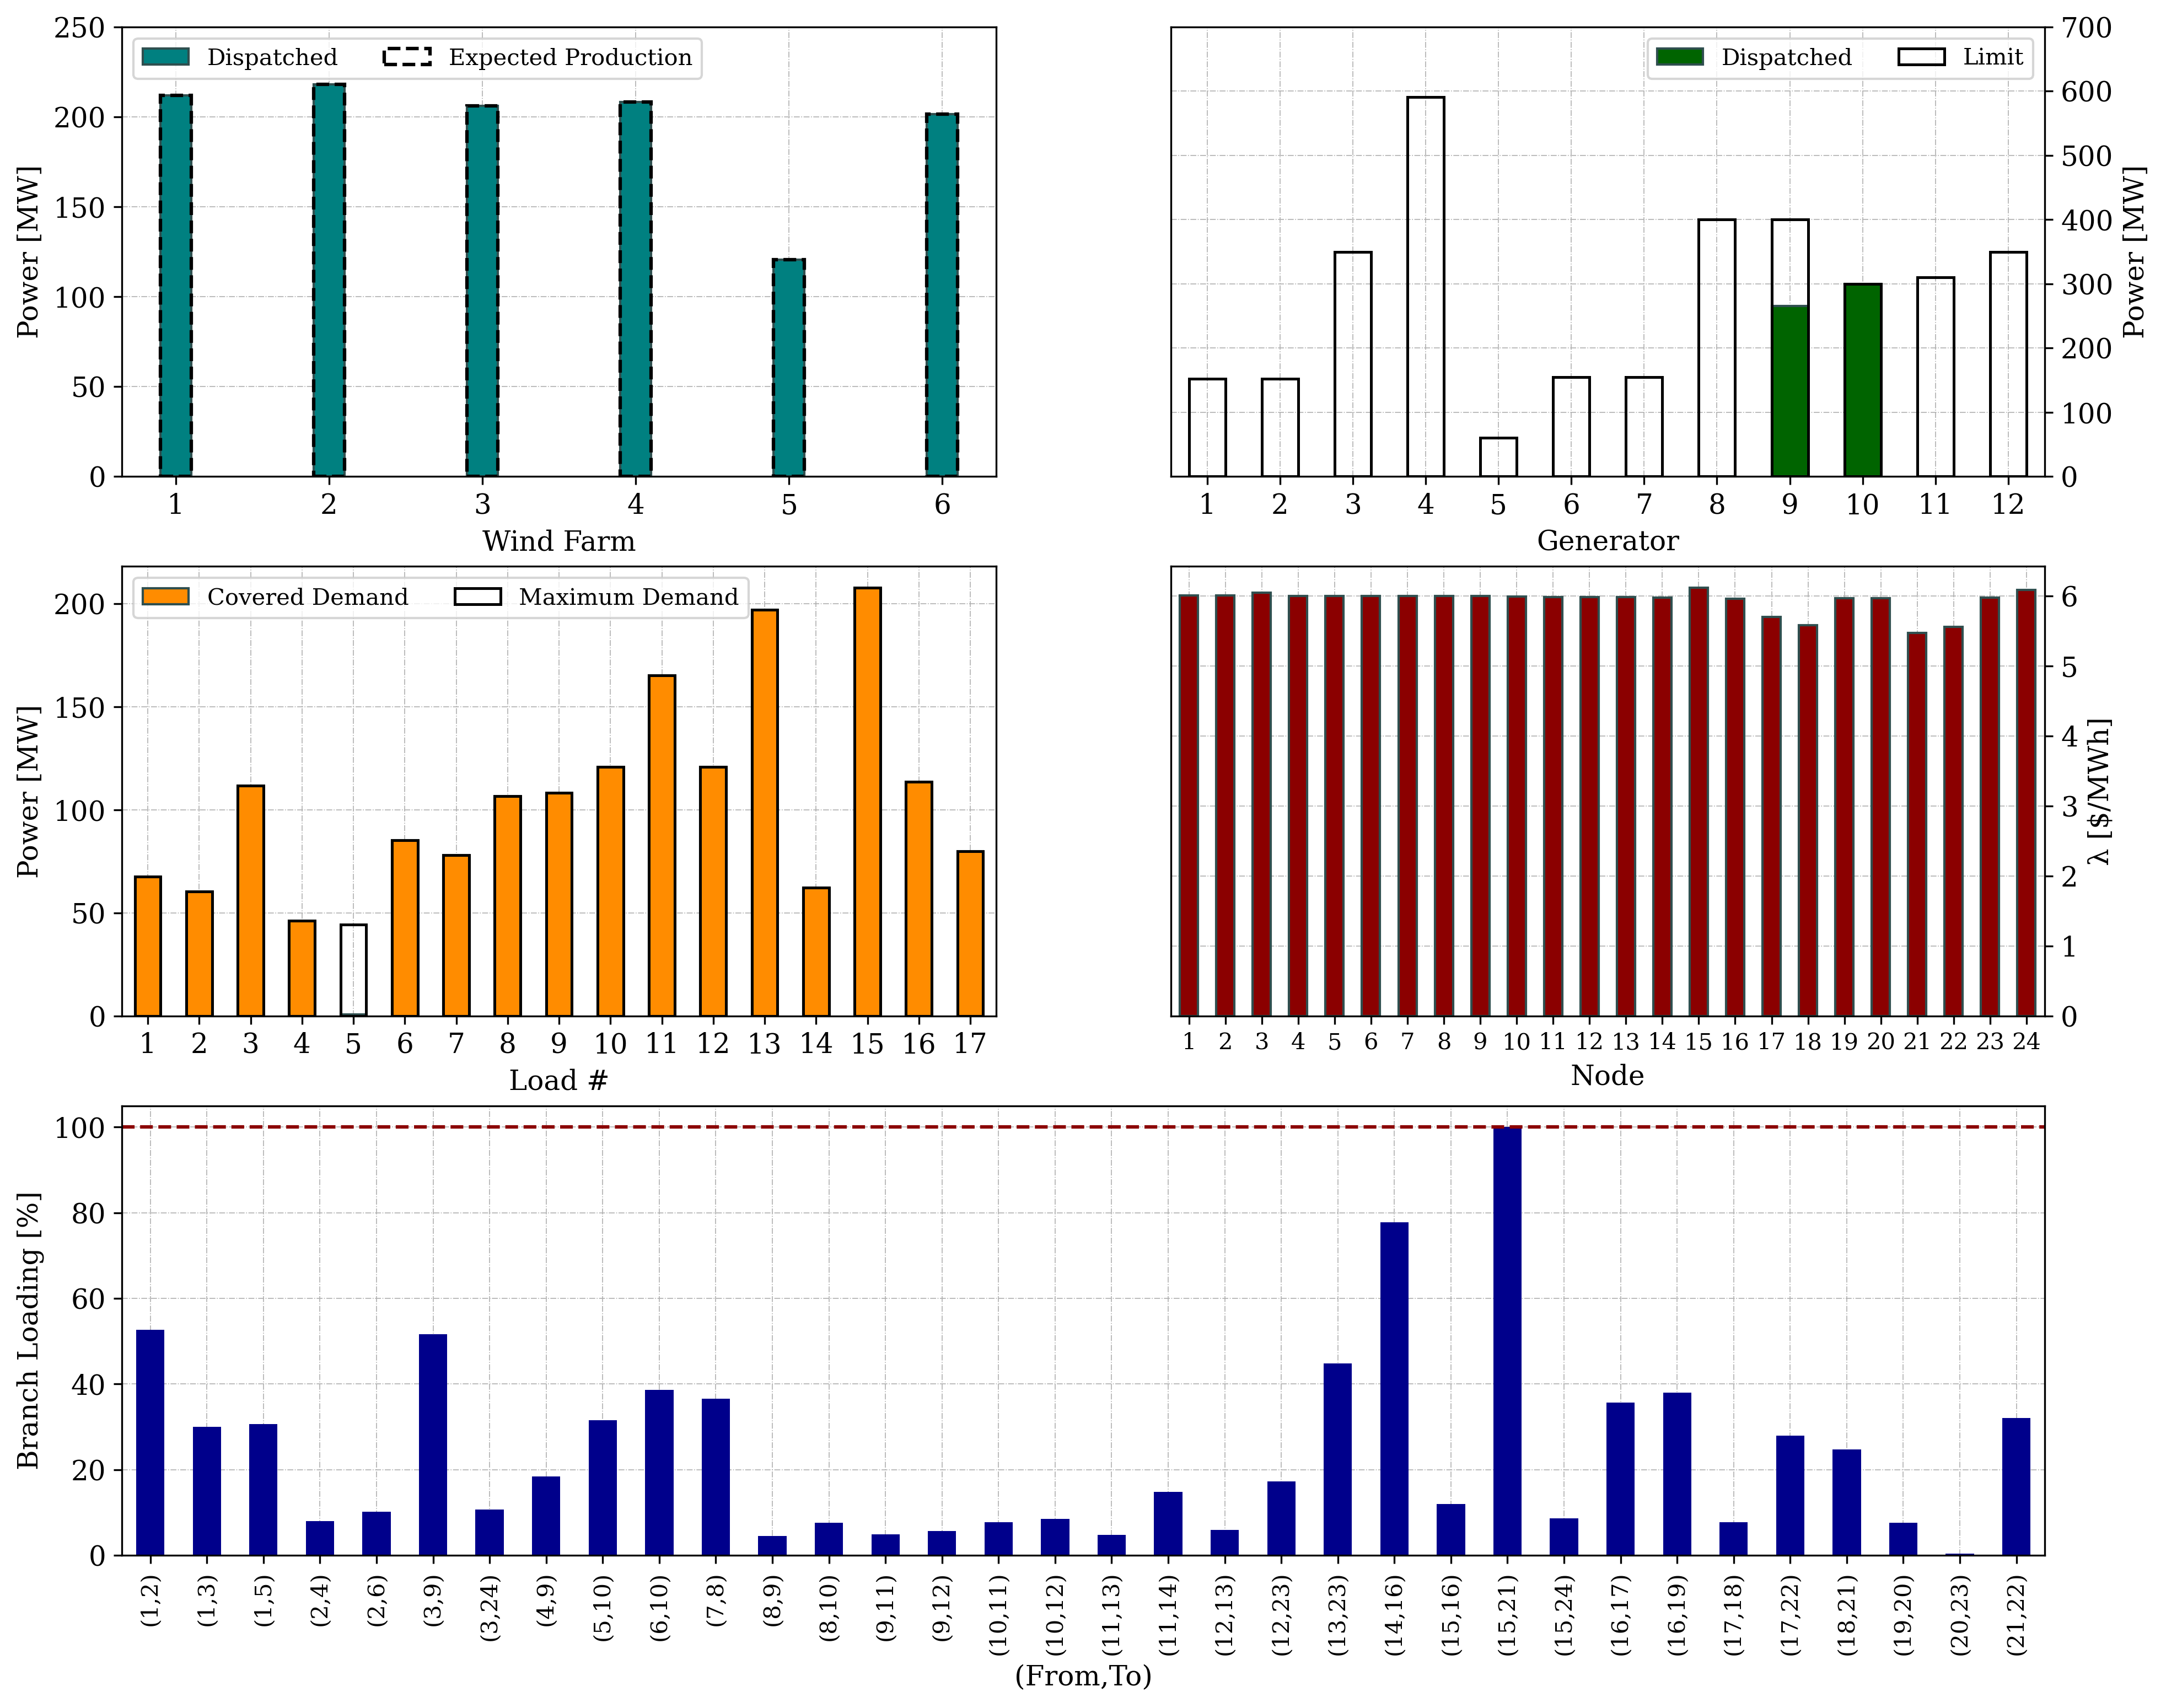 Power [MW]
250
200
150
100
50
0
Dispatched Expected Production
1 2 3 4 5 6
Wind Farm
Dispatched Limit
700
600
500
400
300
200
100
0
Power [MW]
1 2 3 4 5 6 7 8 9 10 11 12
Generator
Power [MW]
200
150
100
50
0
Covered Demand Maximum Demand
1 2 3 4 5 6 7 8 9 10 11 12 13 14 15 16 17
Load #
6
5
4
3
2
1
0
λ [$/MWh]
1 2 3 4 5 6 7 8 9 10 11 12 13 14 15 16 17 18 19 20 21 22 23 24
Node
Branch Loading [%]
100
80
60
40
20
0
(1,2) (1,3) (1,5) (2,4) (2,6) (3,9) (3,24) (4,9) (5,10) (6,10) (7,8) (8,9) (8,10) (9,11) (9,12) (10,11) (10,12) (11,13) (11,14) (12,13) (12,23) (13,23) (14,16) (15,16) (15,21) (15,24) (16,17) (16,19) (17,18) (17,22) (18,21) (19,20) (20,23) (21,22)
(From,To)